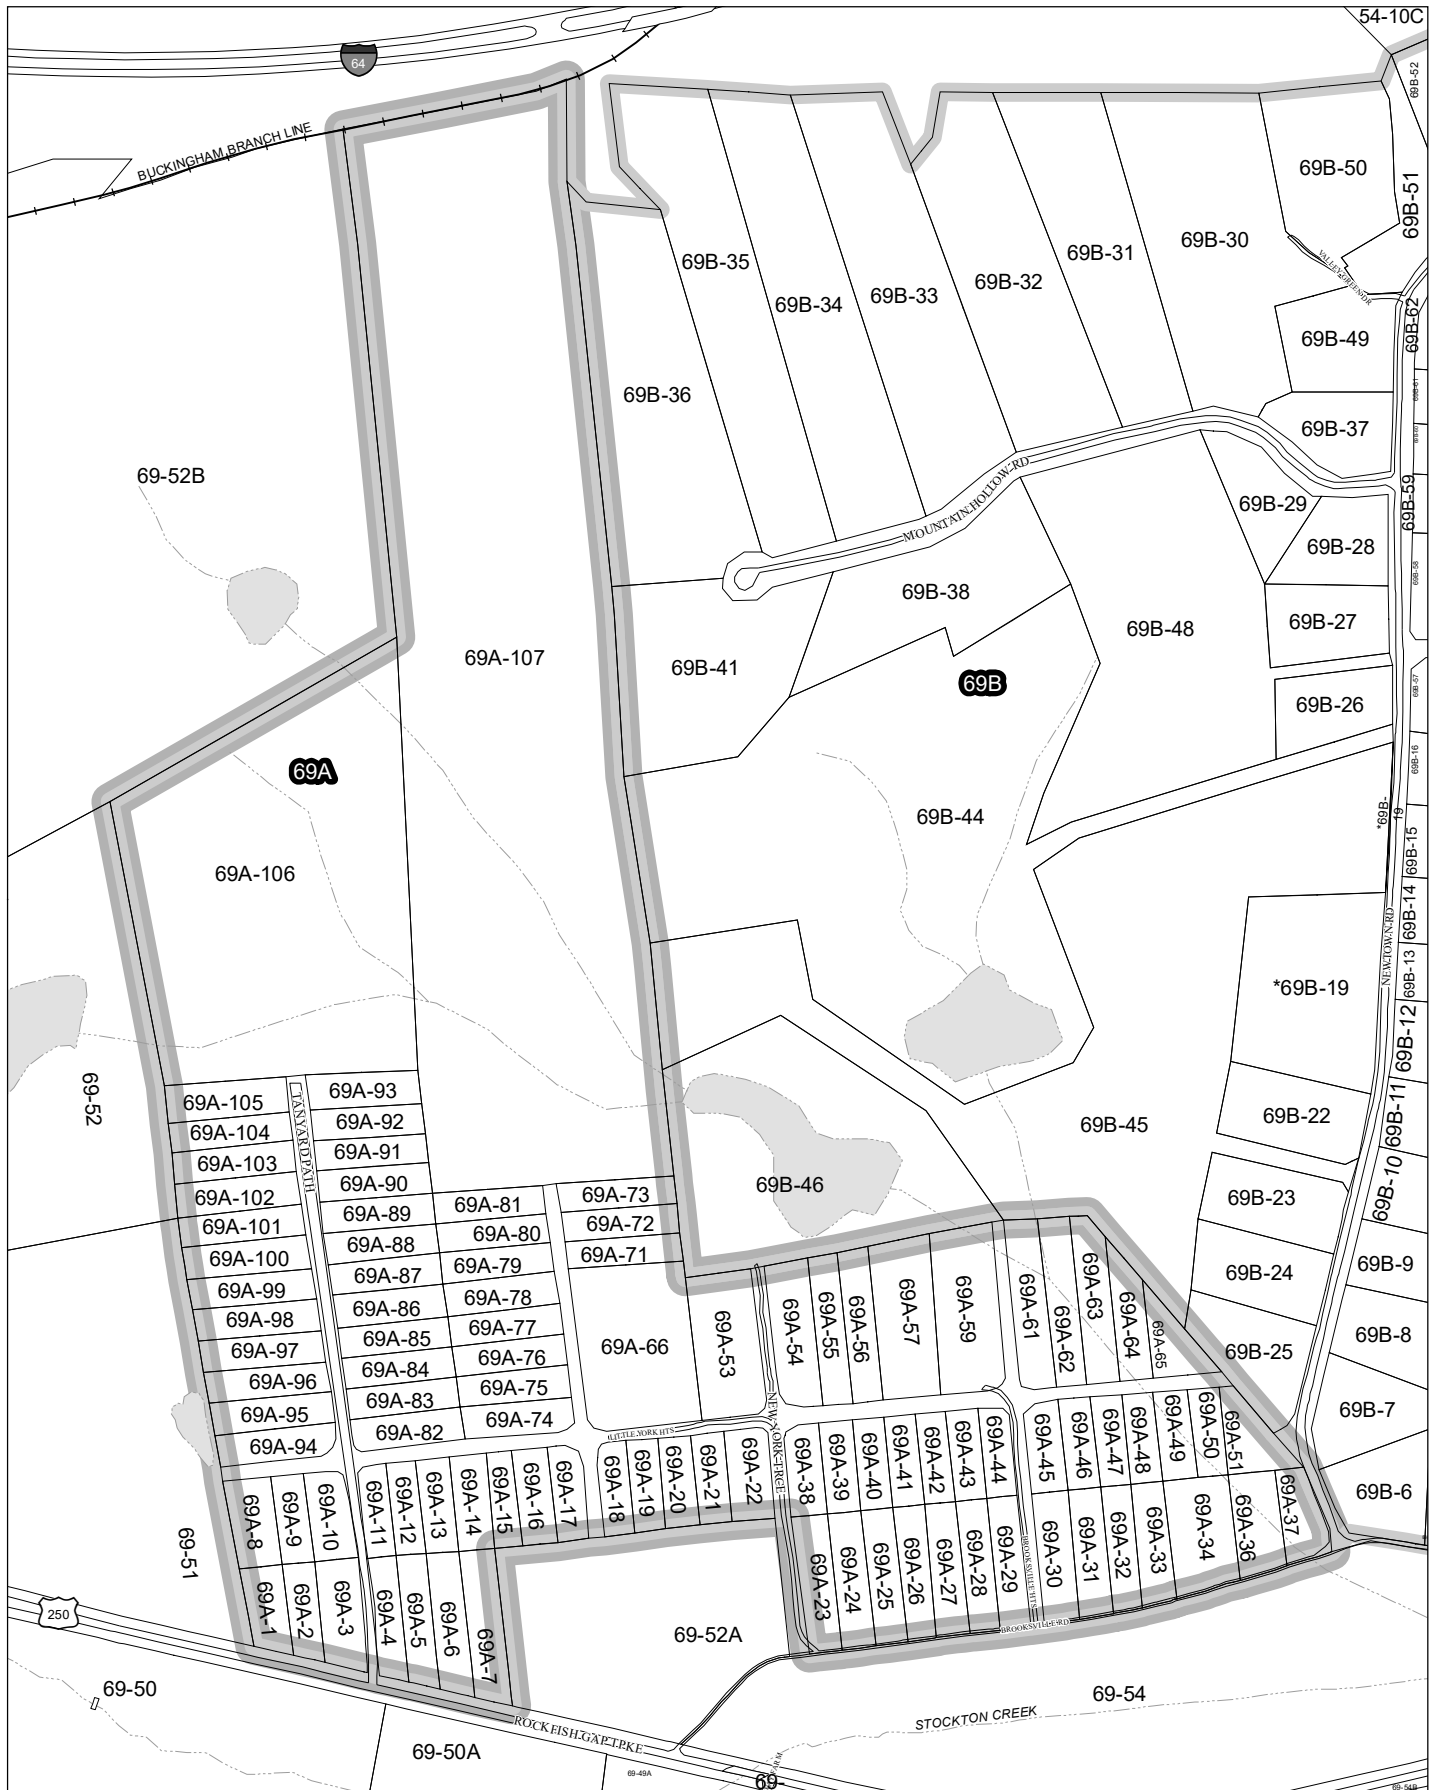 54-10C
64
69B-52
BUCKINGHAM BRANCH LINE
69B-50
69B-51
69B-35
69B-31
69B-30
69B-34
69B-33
69B-32
VALLEY GREEN DR
69B-62
69B-49
69B-36
69B-61
69B-37
69B-60
69-52B
MOUNTAIN HOLLOW RD
69B-29
69B-59
69B-28
69B-58
69B-38
69B-27
69A-107
69B-41
69B-48
69B
69B-57
69B-26
69A
69B-16
69B-44
*69B-
19
69B-15
69A-106
69B-14
NEWTOWN RD
69B-13
*69B-19
69B-12
69-52
69A-105
69A-93
69B-11
69A-104
TANYARD PATH
69A-92
69B-45
69B-22
69A-103
69A-91
69A-102
69A-90
69B-46
69B-10
69A-101
69A-89
69A-81
69A-73
69B-23
69A-100
69A-88
69A-80
69A-72
69A-99
69A-87
69A-79
69A-71
69B-24
69B-9
69A-98
69A-86
69A-78
69A-97
69A-85
69A-77
69A-66
69A-53
69A-54
69A-55
69A-56
69A-57
69A-59
69A-61
69A-62
69A-63
69A-64
69A-65
69B-25
69B-8
69A-96
69A-84
69A-76
69A-95
69A-83
69A-75
69A-94
69A-82
69A-74
69B-7
LITTLE YORK HTS
NEW YORK TRCE
69A-8
69A-9
69A-10
69A-11
69A-12
69A-13
69A-14
69A-15
69A-16
69A-17
69A-18
69A-19
69A-20
69A-21
69A-22
69A-38
69A-39
69A-40
69A-41
69A-42
69A-43
69A-44
69A-45
69A-46
69A-47
69A-48
69A-49
69A-50
69A-51
69B-6
69-51
69A-1
69A-2
69A-3
69A-4
69A-5
69A-6
69A-7
69A-23
69A-24
69A-25
69A-26
69A-27
69A-28
69A-29
BROOKSVILLE HTS
69A-30
69A-31
69A-32
69A-33
69A-34
69A-36
69A-37
250
69-52A
BROOKSVILLE RD
69-50
69-54
STOCKTON CREEK
ROCKFISH GAP TPKE
69-50A
69-49A
69-
69-54B